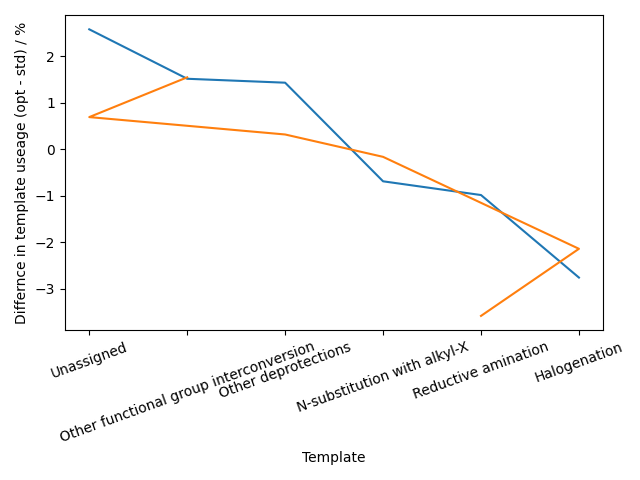 Differnce in template useage (opt - std) / %
2
1
0
−1
−2
−3
Unassigned
Other functional group interconversion
Other deprotections
N-substitution with alkyl-X
Reductive amination
Halogenation
Template